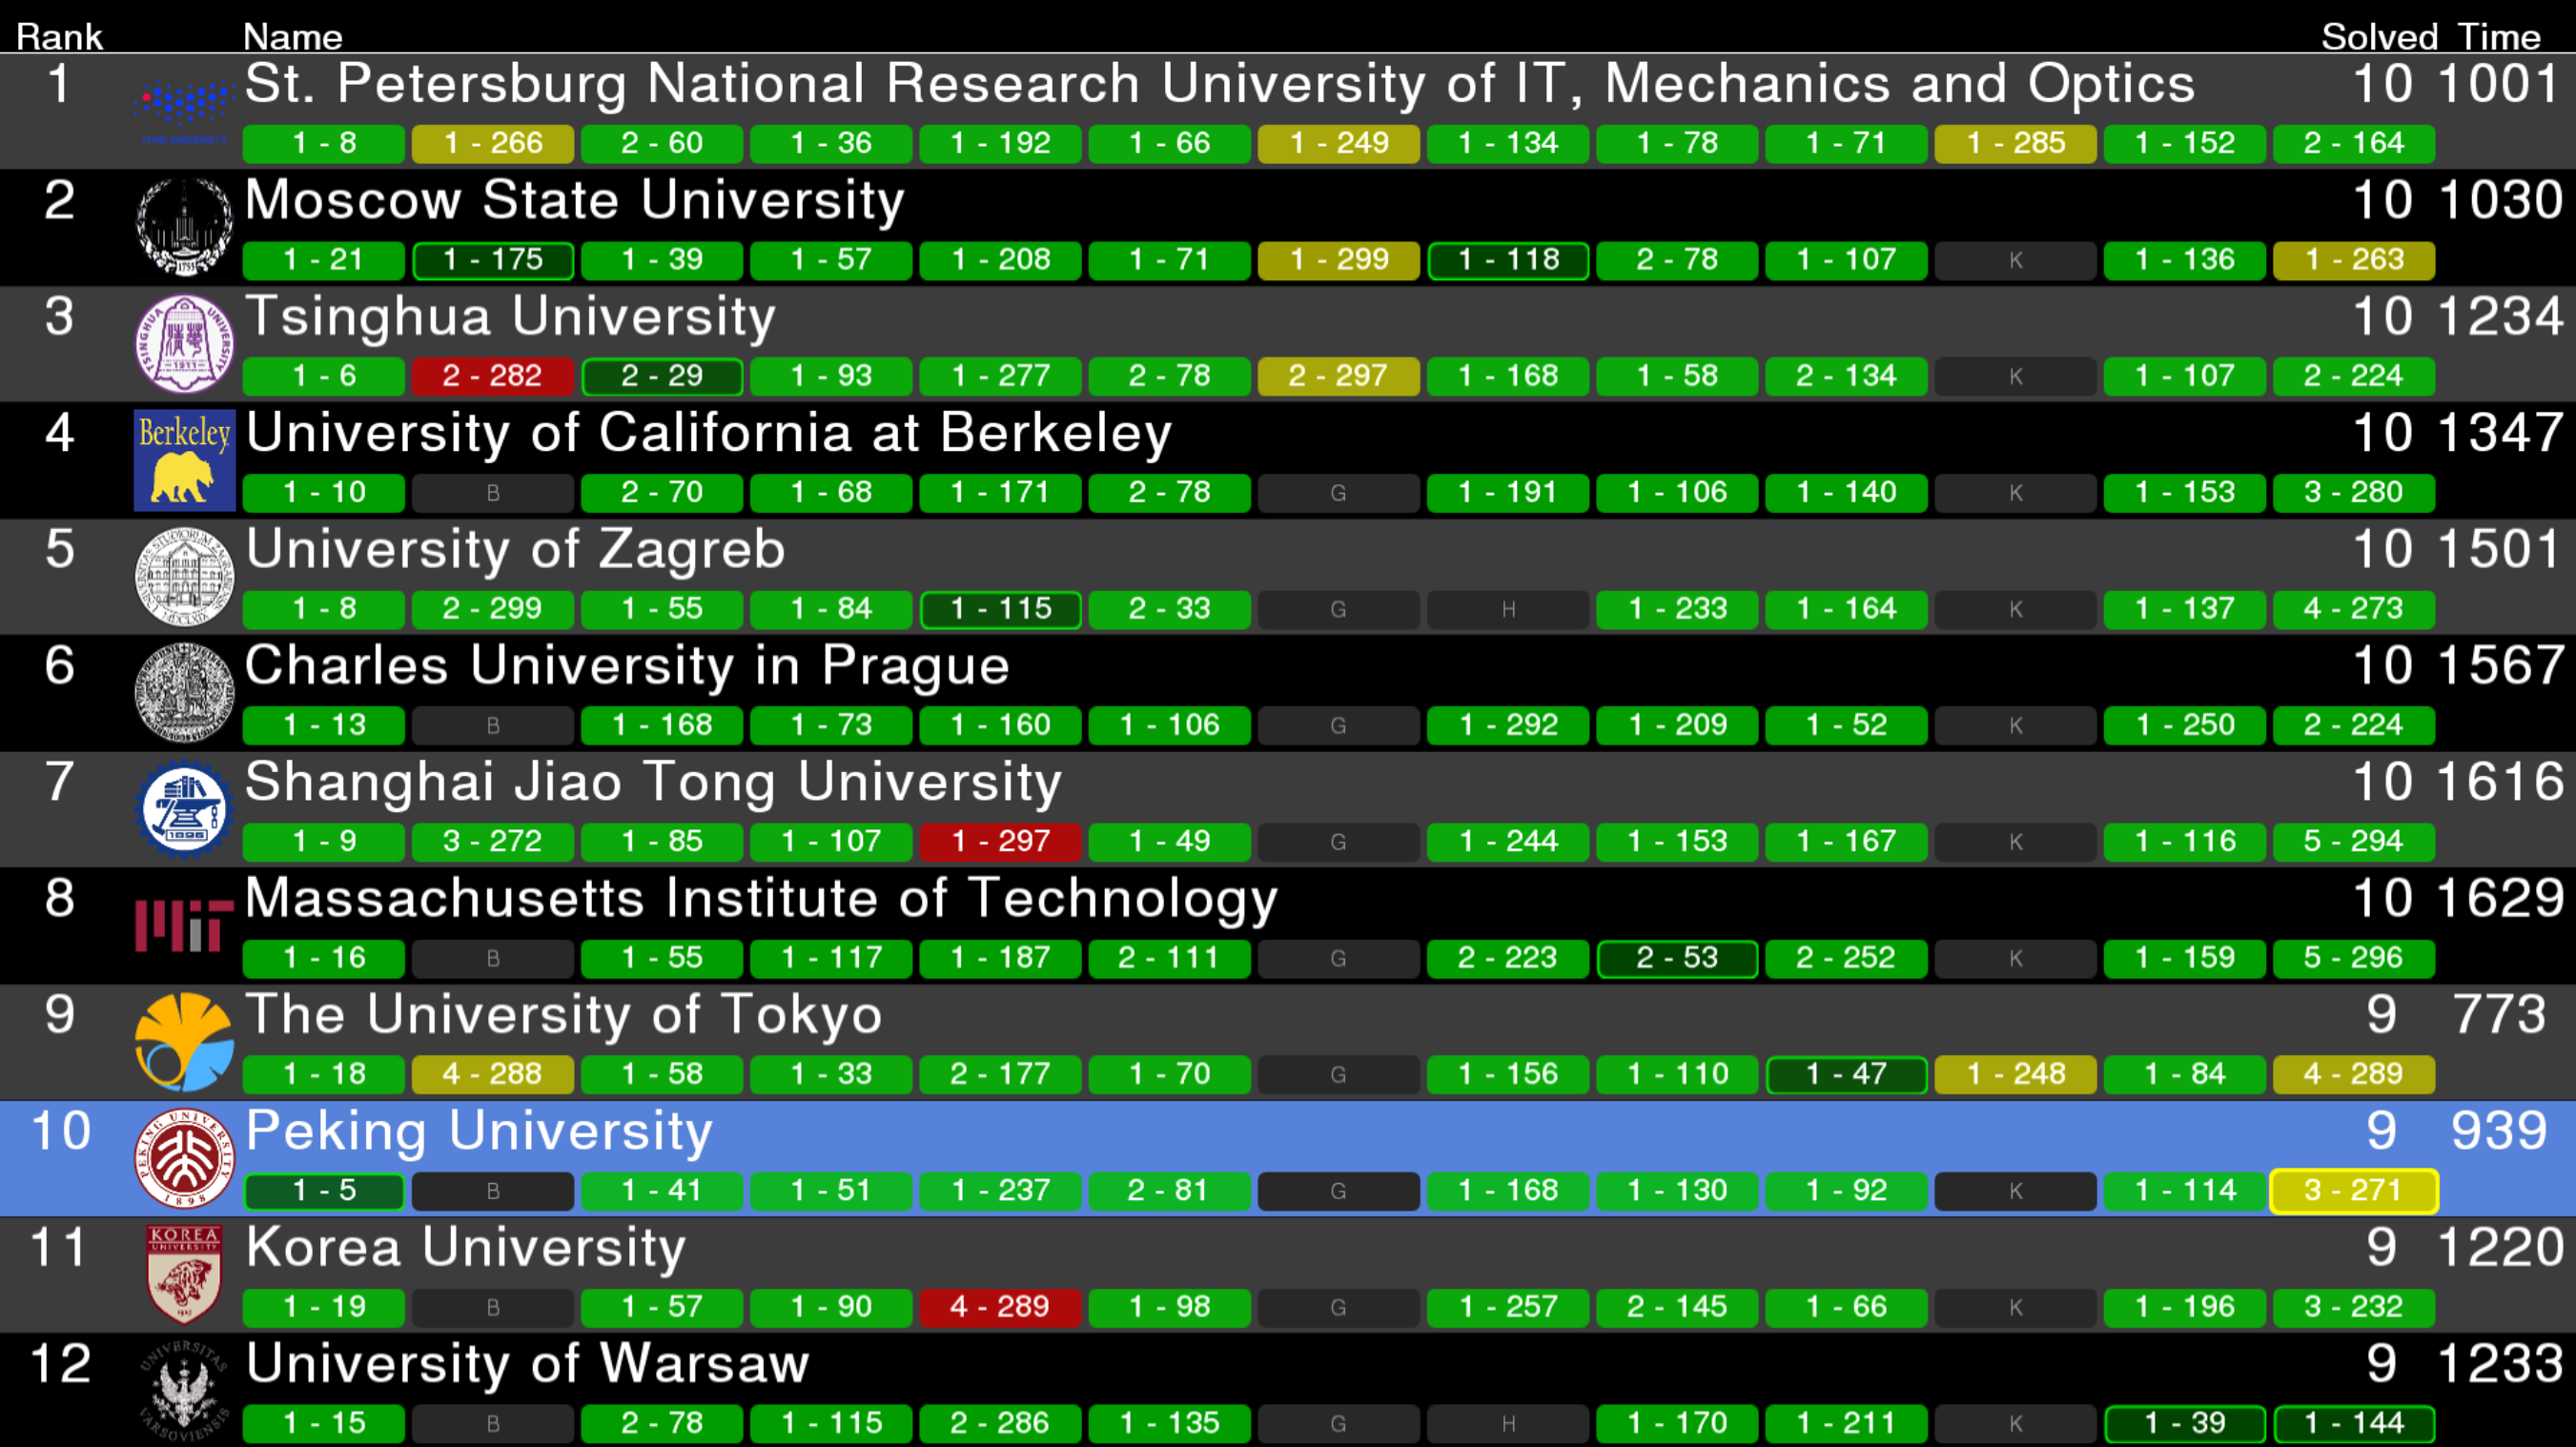 Rank Name Solved Time
1 St. Petersburg National Research University of IT, Mechanics and Optics 10 1001
ITMO UNIVERSITY
1 - 8 1 - 266 2 - 60 1 - 36 1 - 192 1 - 66 1 - 249 1 - 134 1 - 78 1 - 71 1 - 285 1 - 152 2 - 164
2 Moscow State University 10 1030
1755
1 - 21 1 - 175 1 - 39 1 - 57 1 - 208 1 - 71 1 - 299 1 - 118 2 - 78 1 - 107 K 1 - 136 1 - 263
3 Tsinghua University 10 1234
TSINGHUA UNIVERSITY
-1911-
1 - 6 2 - 282 2 - 29 1 - 93 1 - 277 2 - 78 2 - 297 1 - 168 1 - 58 2 - 134 K 1 - 107 2 - 224
4 University of California at Berkeley 10 1347
Berkeley
1 - 10 B 2 - 70 1 - 68 1 - 171 2 - 78 G 1 - 191 1 - 106 1 - 140 K 1 - 153 3 - 280
5 University of Zagreb 10 1501
1 - 8 2 - 299 1 - 55 1 - 84 1 - 115 2 - 33 G H 1 - 233 1 - 164 K 1 - 137 4 - 273
6 Charles University in Prague 10 1567
1 - 13 B 1 - 168 1 - 73 1 - 160 1 - 106 G 1 - 292 1 - 209 1 - 52 K 1 - 250 2 - 224
7 Shanghai Jiao Tong University 10 1616
1896
1 - 9 3 - 272 1 - 85 1 - 107 1 - 297 1 - 49 G 1 - 244 1 - 153 1 - 167 K 1 - 116 5 - 294
8 Massachusetts Institute of Technology 10 1629
MIT
1 - 16 B 1 - 55 1 - 117 1 - 187 2 - 111 G 2 - 223 2 - 53 2 - 252 K 1 - 159 5 - 296
9 The University of Tokyo 9 773
1 - 18 4 - 288 1 - 58 1 - 33 2 - 177 1 - 70 G 1 - 156 1 - 110 1 - 47 1 - 248 1 - 84 4 - 289
10 Peking University 9 939
PEKING UNIVERSITY
1898
1 - 5 B 1 - 41 1 - 51 1 - 237 2 - 81 G 1 - 168 1 - 130 1 - 92 K 1 - 114 3 - 271
11 Korea University 9 1220
KOREA
UNIVERSITY
1905
1 - 19 B 1 - 57 1 - 90 4 - 289 1 - 98 G 1 - 257 2 - 145 1 - 66 K 1 - 196 3 - 232
12 University of Warsaw 9 1233
UNIVERSITAS
VARSOVIENSIS
1 - 15 B 2 - 78 1 - 115 2 - 286 1 - 135 G H 1 - 170 1 - 211 K 1 - 39 1 - 144